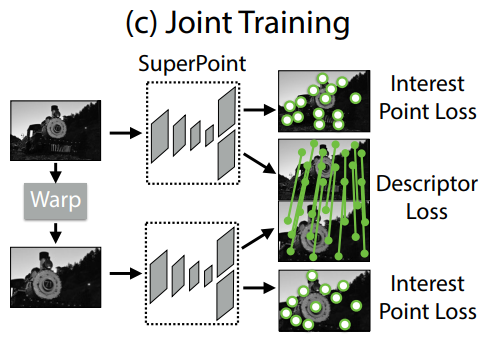 (c) Joint Training
SuperPoint
Interest
Point Loss
Warp
Descriptor
Loss
Interest
Point Loss